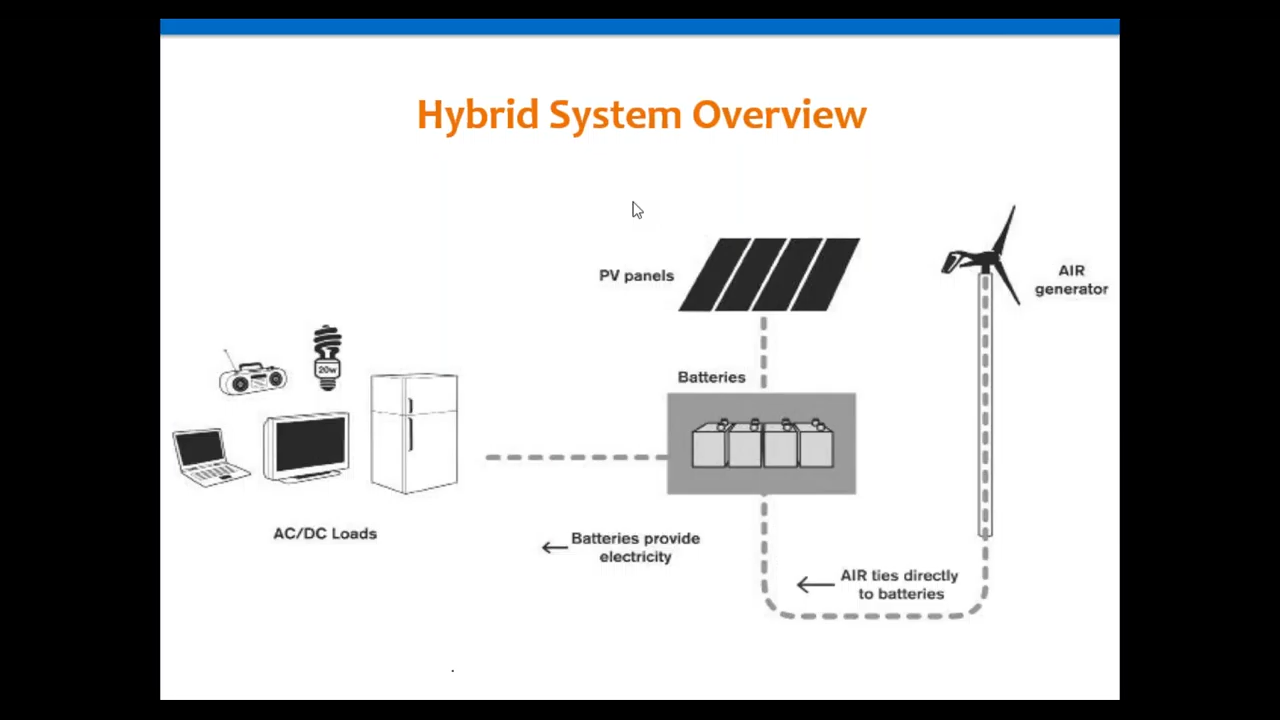 Hybrid System Overview
PV panels
AIR
generator
Batteries
20w
AC/DC Loads
Batteries provide
electricity
AIR ties directly
to batteries